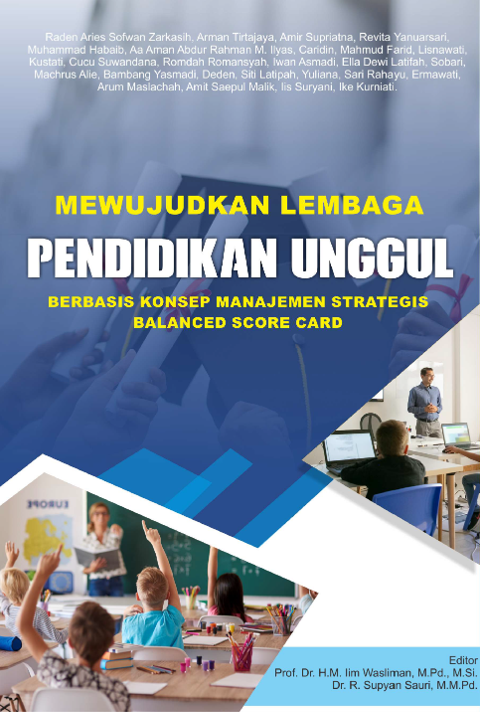 Raden Aries Sofwan Zarkasih, Arman Tirtajaya, Amir Supriatna, Revita Yanuarsari,
Muhammad Habaib, Aa Aman Abdur Rahman M. Ilyas, Caridin, Mahmud Farid, Lisnawati,
Kustati, Cucu Suwandana, Romdah Romansyah, Iwan Asmadi, Ella Dewi Latifah, Sobari,
Machrus Alie, Bambang Yasmadi, Deden, Siti Latipah, Yuliana, Sari Rahayu, Ermawati,
Arum Maslachah, Amit Saepul Malik, Iis Suryani, Ike Kurniati.
MEWUJUDKAN LEMBAGA
PENDIDIKAN UNGGUL
BERBASIS KONSEP MANAJEMEN STRATEGIS
BALANCED SCORE CARD
EUROPE
Editor
Prof. Dr. H.M. Iim Wasliman, M.Pd., M.Si.
Dr. R. Supyan Sauri, M.M.Pd.